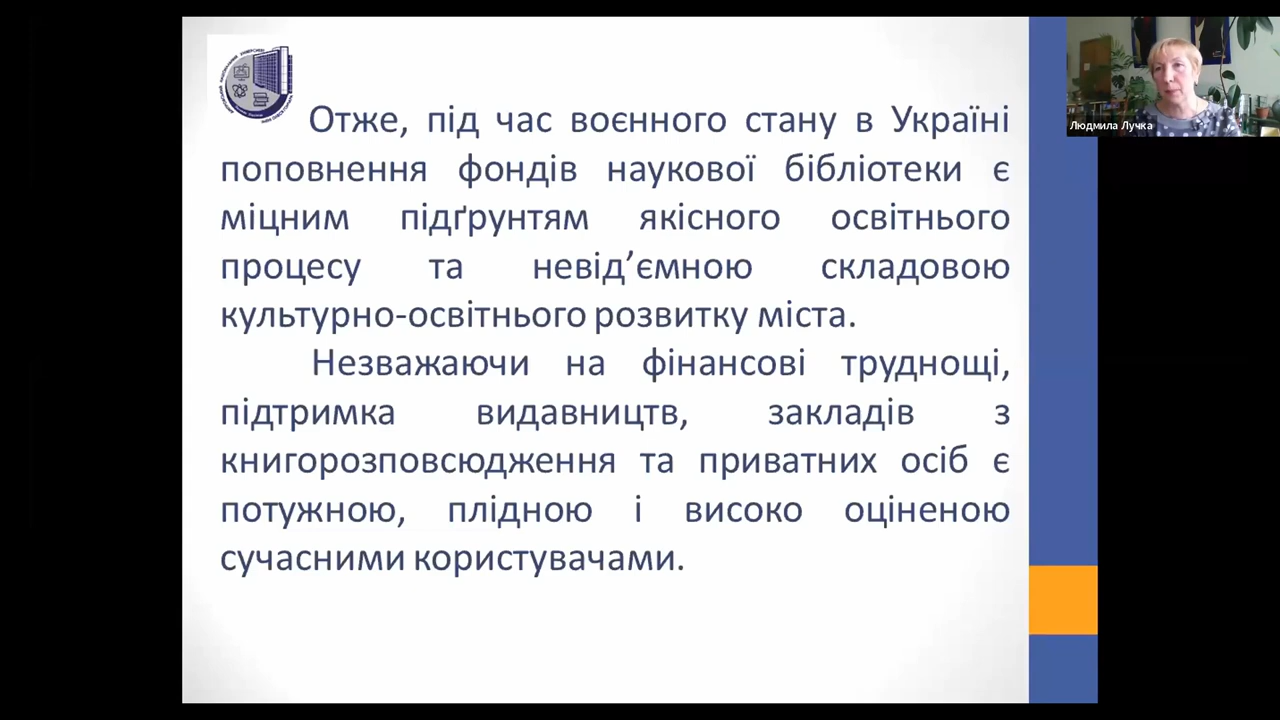 Отже, під час воєнного стану в Україні
поповнення фондів наукової бібліотеки є
міцним підґрунтям якісного освітнього
процесу та невід’ємною складовою
культурно-освітнього розвитку міста.
Незважаючи на фінансові труднощі,
підтримка видавництв, закладів з
книгорозповсюдження та приватних осіб є
потужною, плідною і високо оціненою
сучасними користувачами.
Людмила Лучка